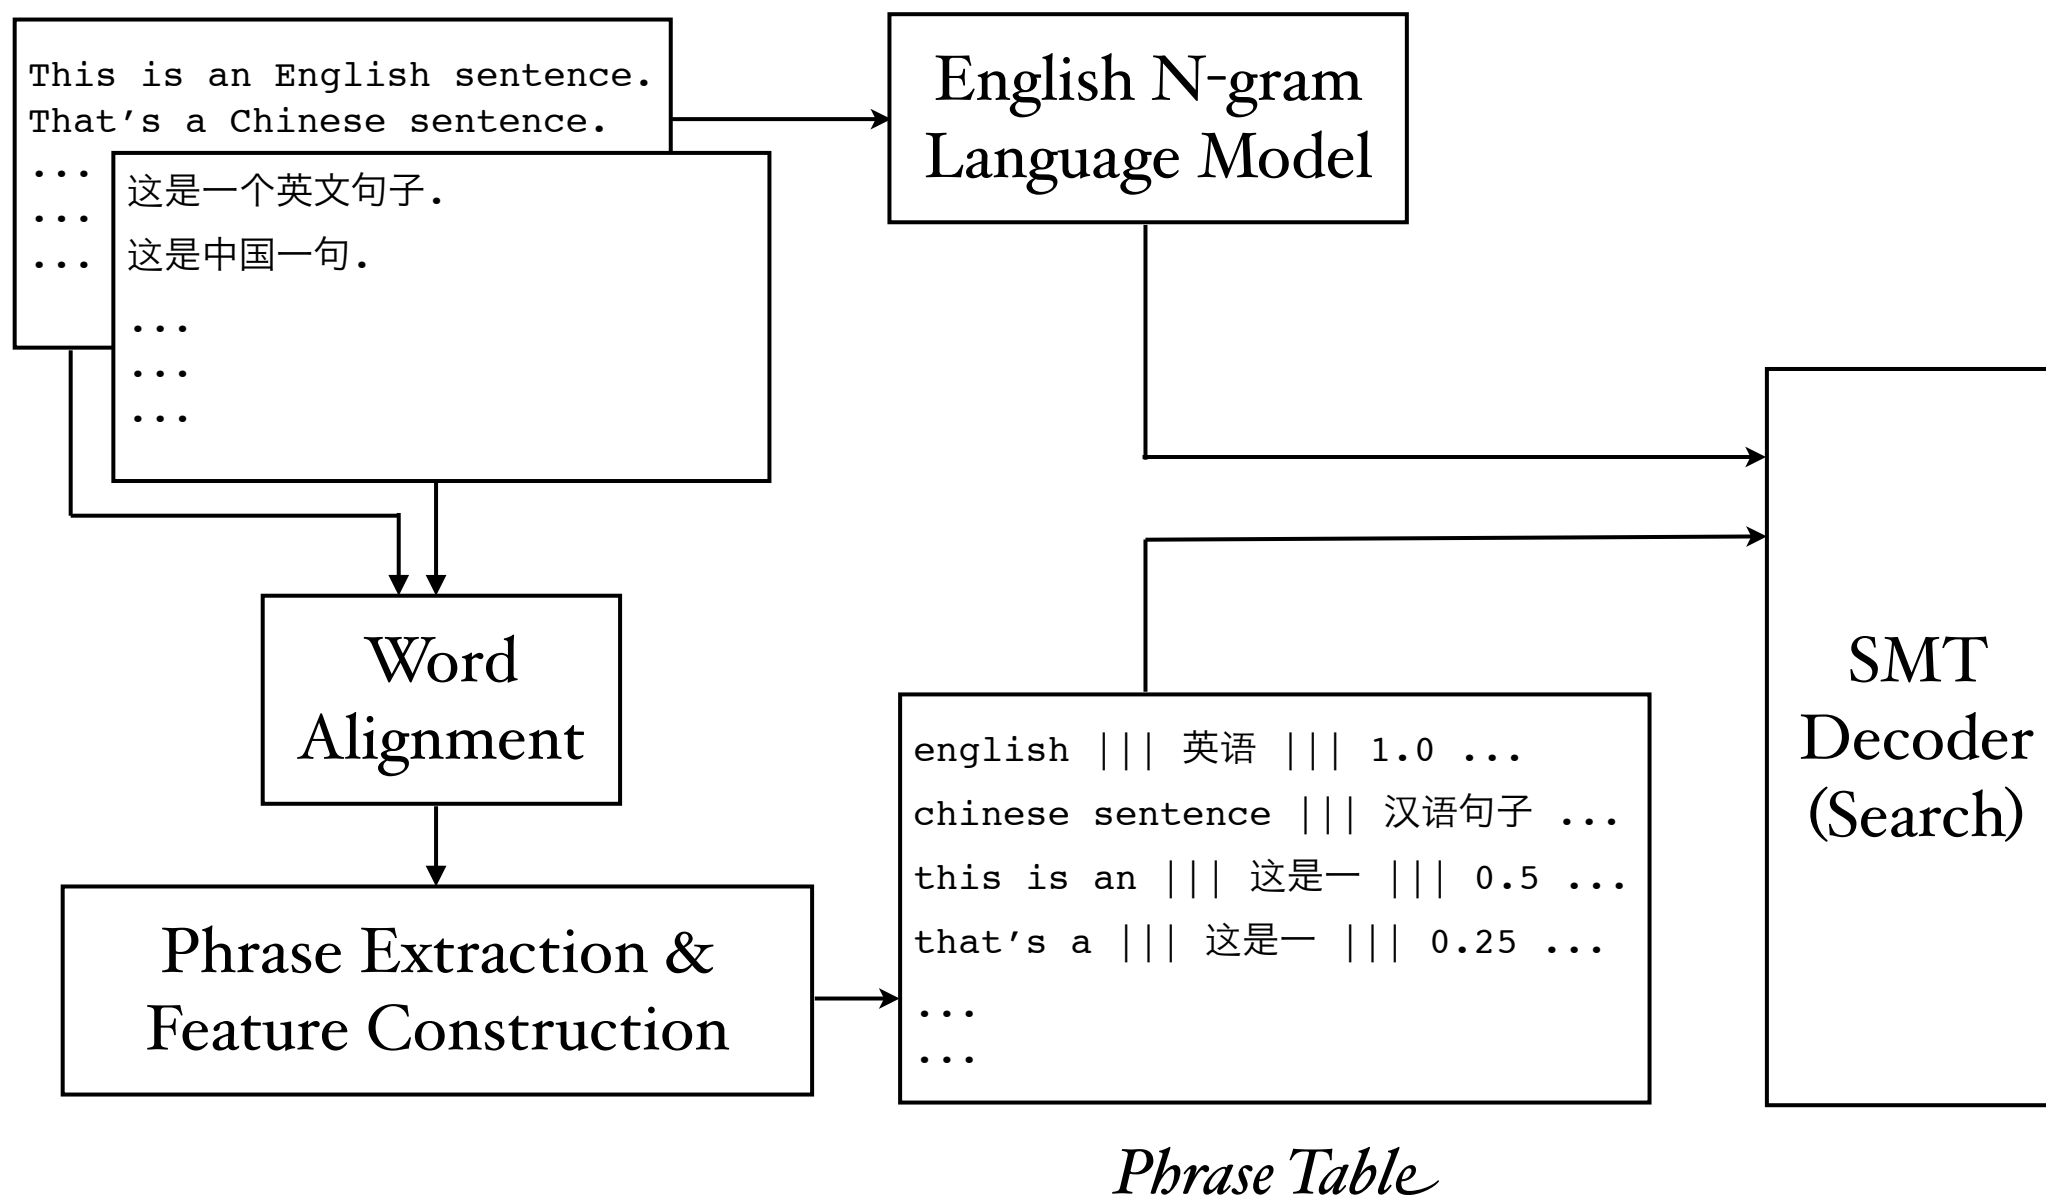 This is an English sentence.
That's a Chinese sentence.
...
...
...
这是一个英文句子.
这是中国一句.
...
...
...
English N-gram
Language Model
Word
Alignment
Phrase Extraction &
Feature Construction
english ||| 英语 ||| 1.0 ...
chinese sentence ||| 汉语句子 ...
this is an ||| 这是一 ||| 0.5 ...
that's a ||| 这是一 ||| 0.25 ...
...
...
Phrase Table
SMT
Decoder
(Search)